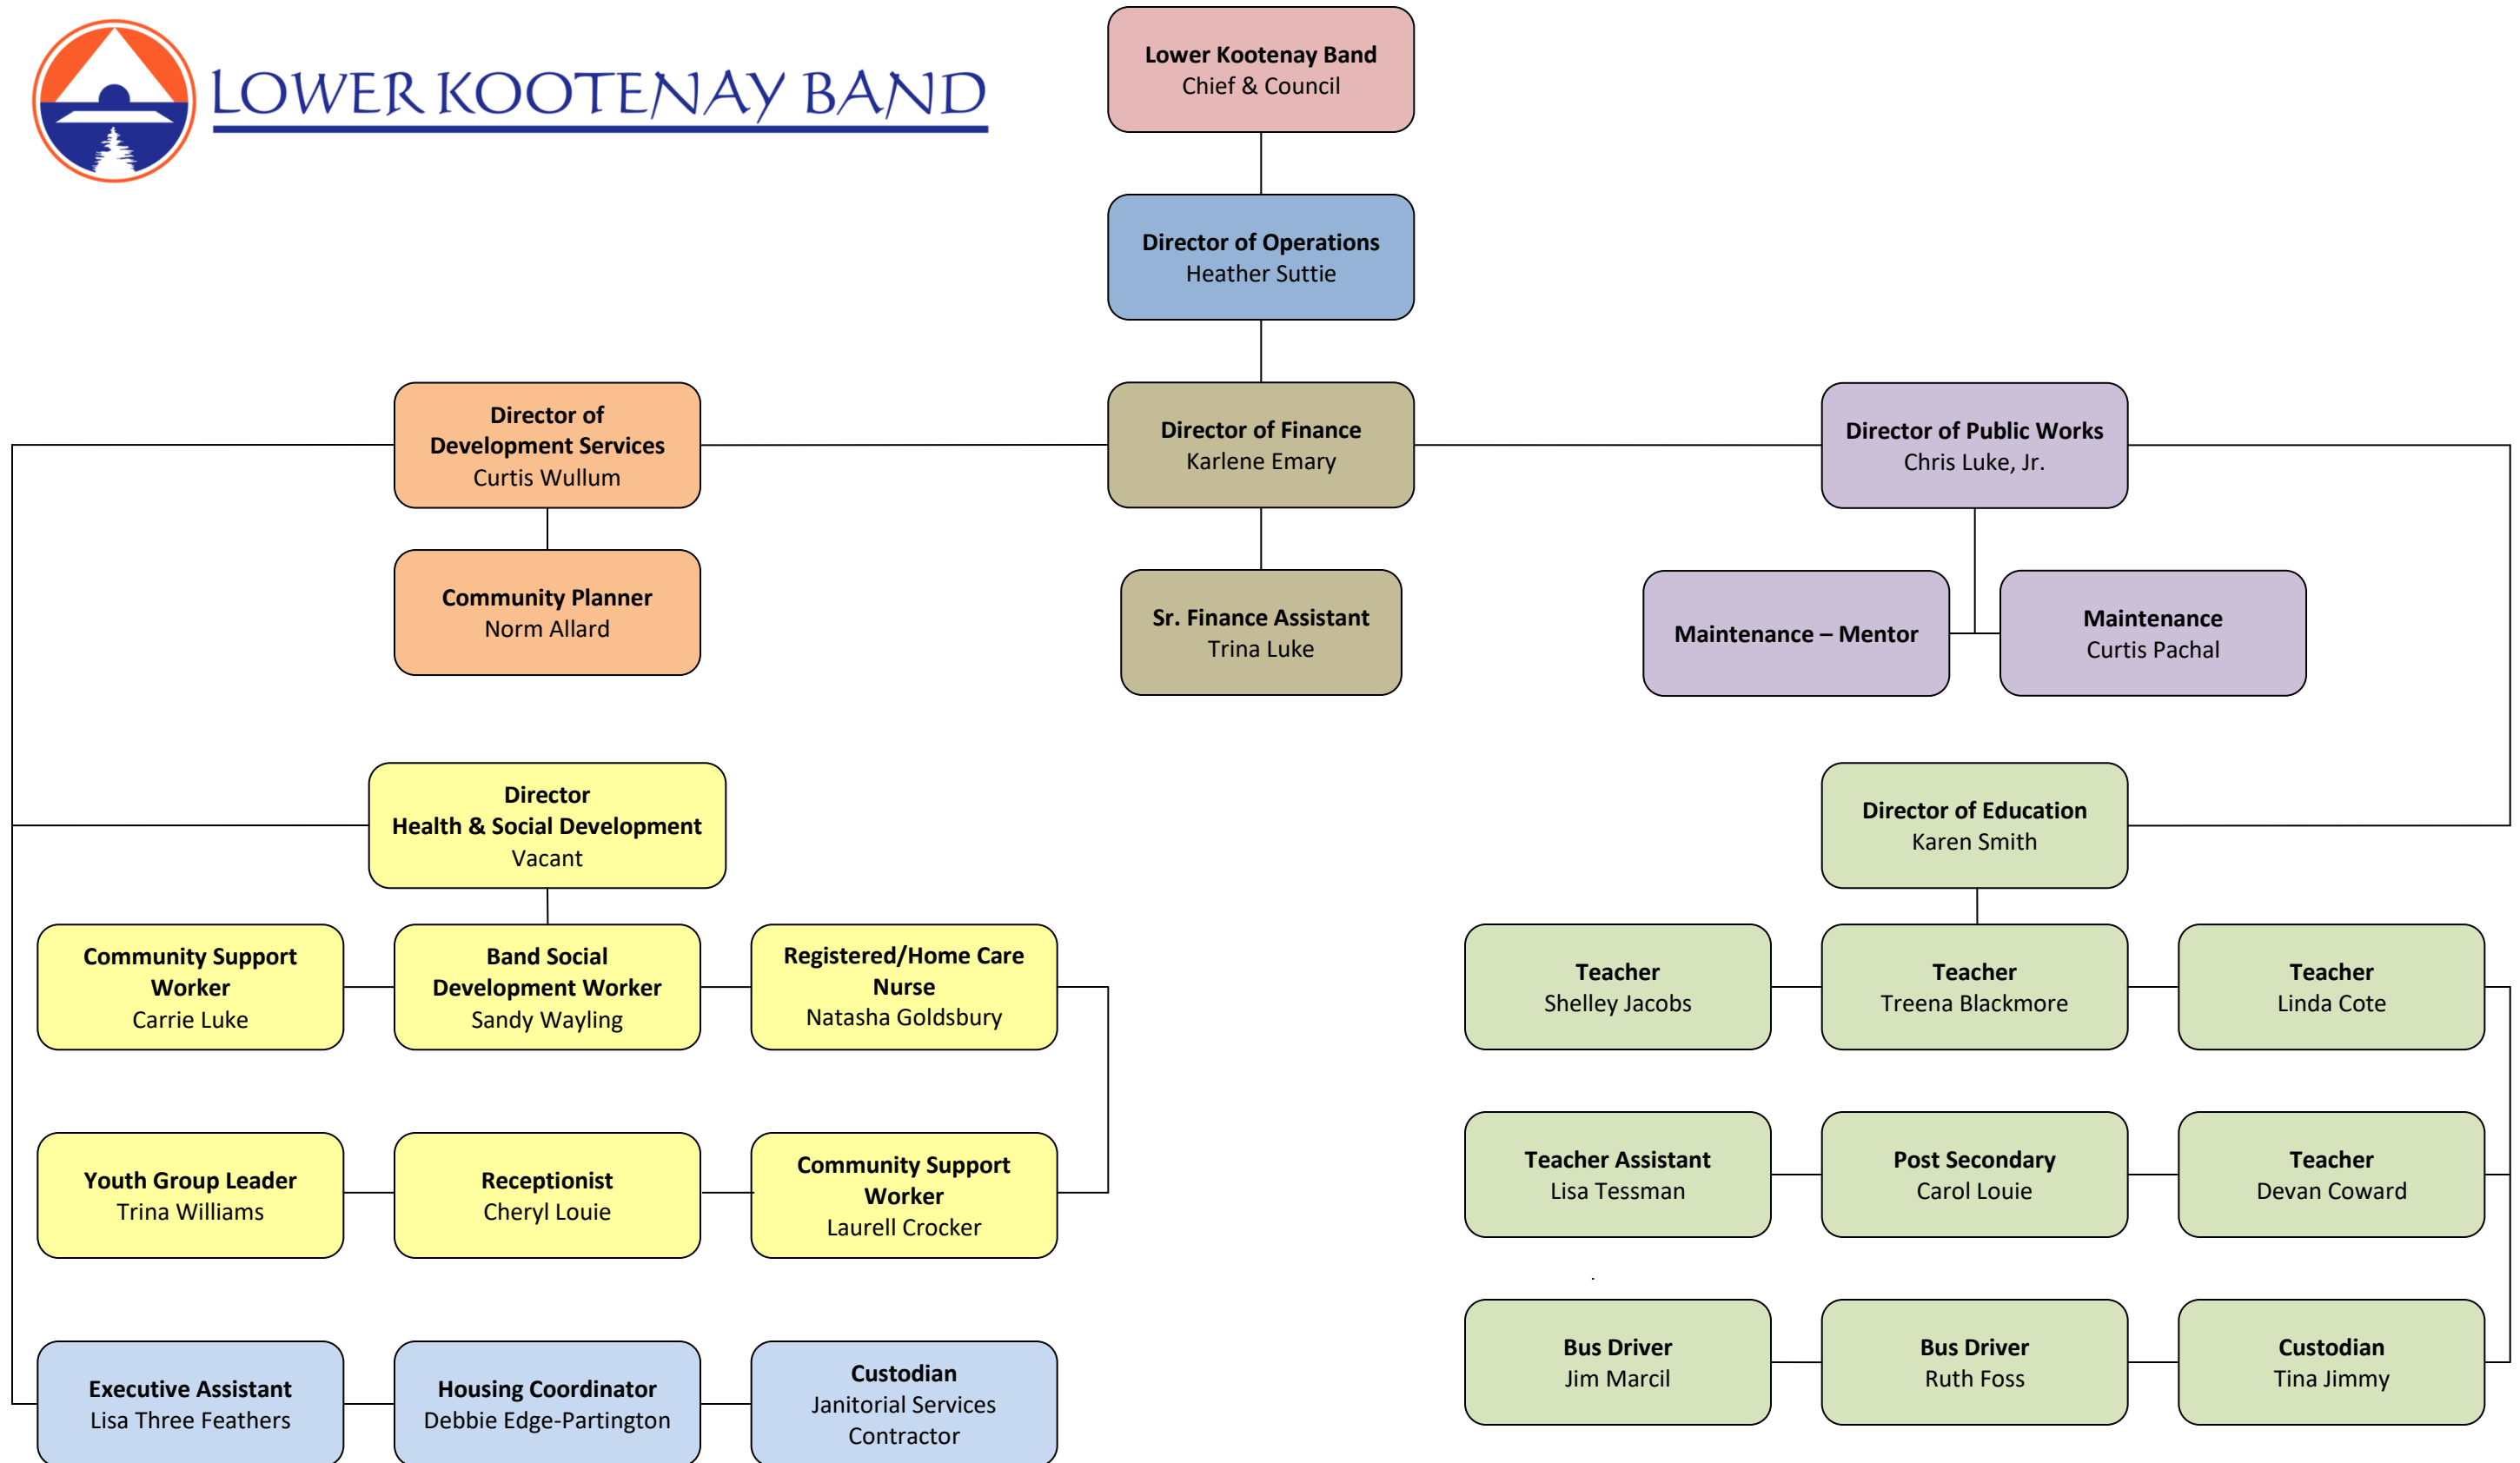 LOWER KOOTENAY BAND
Lower Kootenay Band
Chief & Council
Director of Operations
Heather Suttie
Director of
Development Services
Curtis Wullum
Director of Finance
Karlene Emary
Director of Public Works
Chris Luke, Jr.
Community Planner
Norm Allard
Sr. Finance Assistant
Trina Luke
Maintenance – Mentor
Maintenance
Curtis Pachal
Director
Health & Social Development
Vacant
Director of Education
Karen Smith
Community Support
Worker
Carrie Luke
Band Social
Development Worker
Sandy Wayling
Registered/Home Care
Nurse
Natasha Goldsbury
Teacher
Shelley Jacobs
Teacher
Treena Blackmore
Teacher
Linda Cote
Youth Group Leader
Trina Williams
Receptionist
Cheryl Louie
Community Support
Worker
Laurell Crocker
Teacher Assistant
Lisa Tessman
Post Secondary
Carol Louie
Teacher
Devan Coward
Executive Assistant
Lisa Three Feathers
Housing Coordinator
Debbie Edge-Partington
Custodian
Janitorial Services
Contractor
Bus Driver
Jim Marcil
Bus Driver
Ruth Foss
Custodian
Tina Jimmy